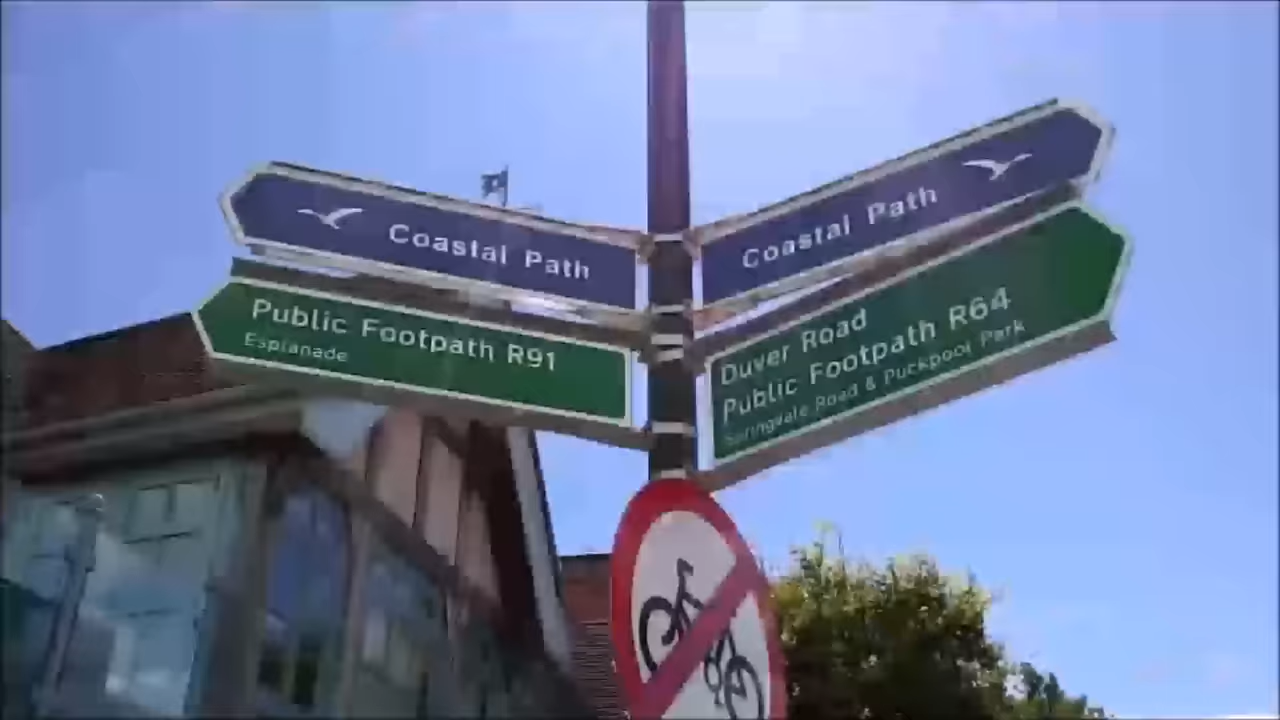 Coastal Path
Public Footpath R91
Esplanade
Coastal Path
Duver Road
Public Footpath R64
Springvale Road & Puckpool Park